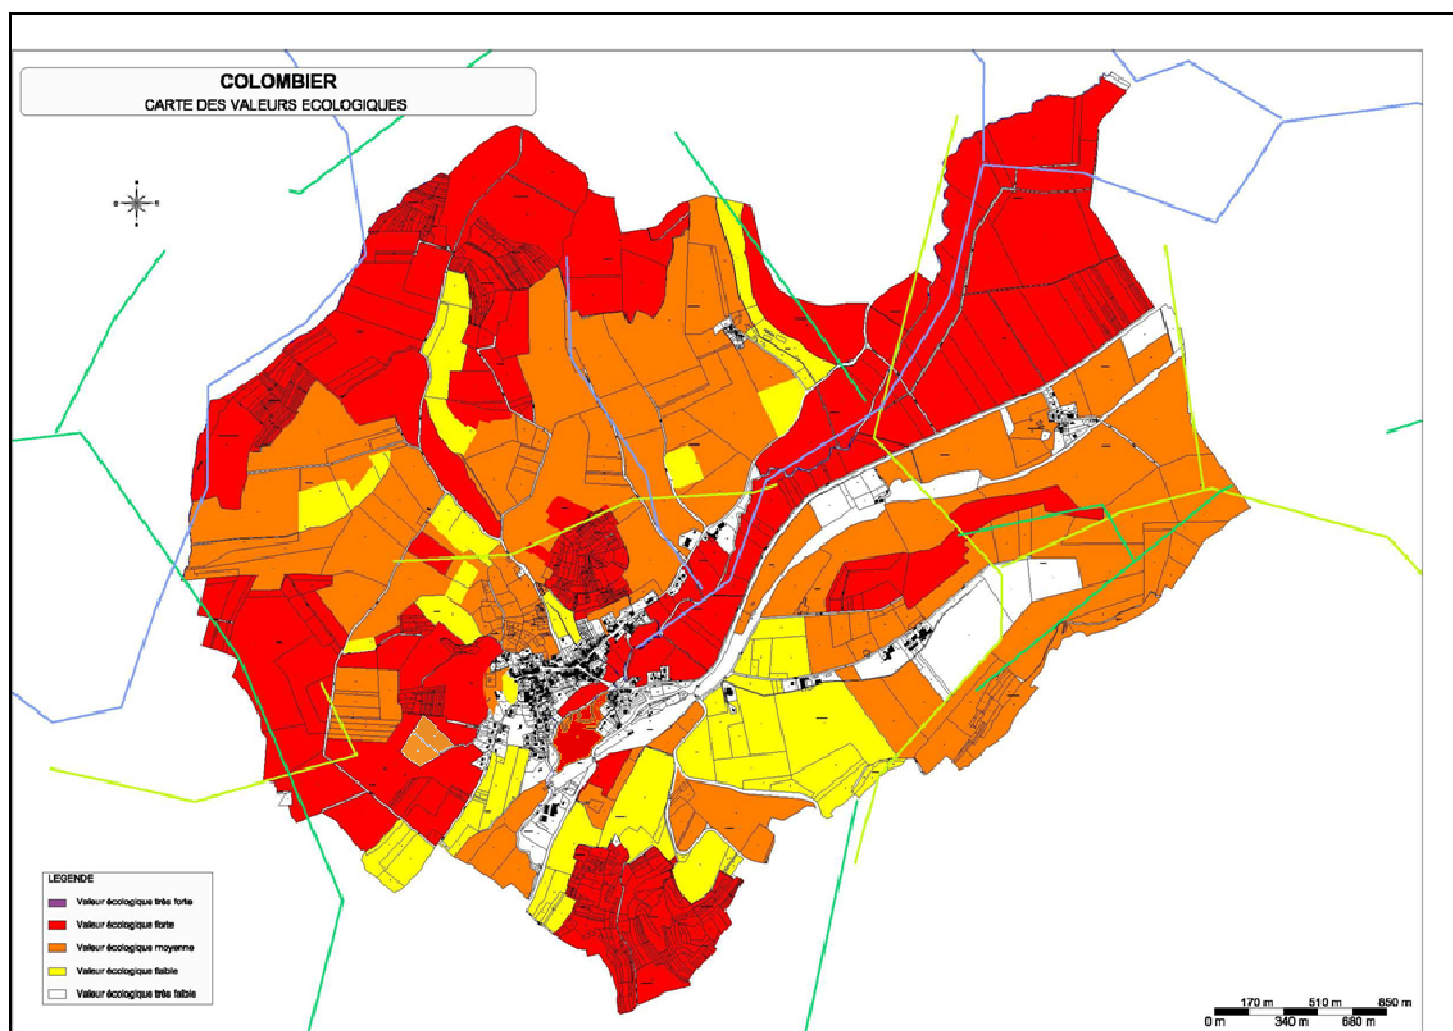 COLOMBIER
CARTE DES VALEURS ECOLOGIQUES
LEGENDE
Valeur écologique très forte
Valeur écologique forte
Valeur écologique moyenne
Valeur écologique faible
Valeur écologique très faible
170 m 510 m 850 m
0 m 340 m 680 m